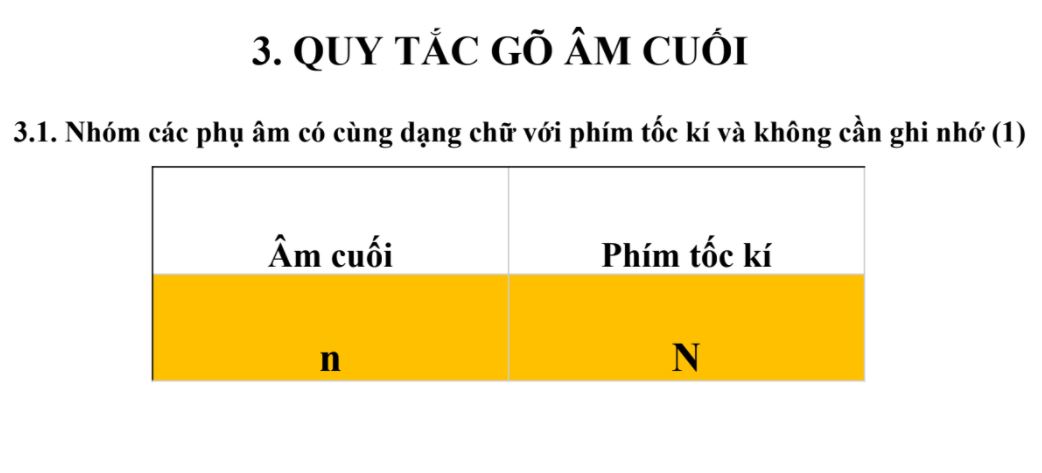 3. QUY TẮC GÕ ÂM CUỐI
3.1. Nhóm các phụ âm có cùng dạng chữ với phím tốc kí và không cần ghi nhớ (1)
Âm cuối Phím tốc kí
n N